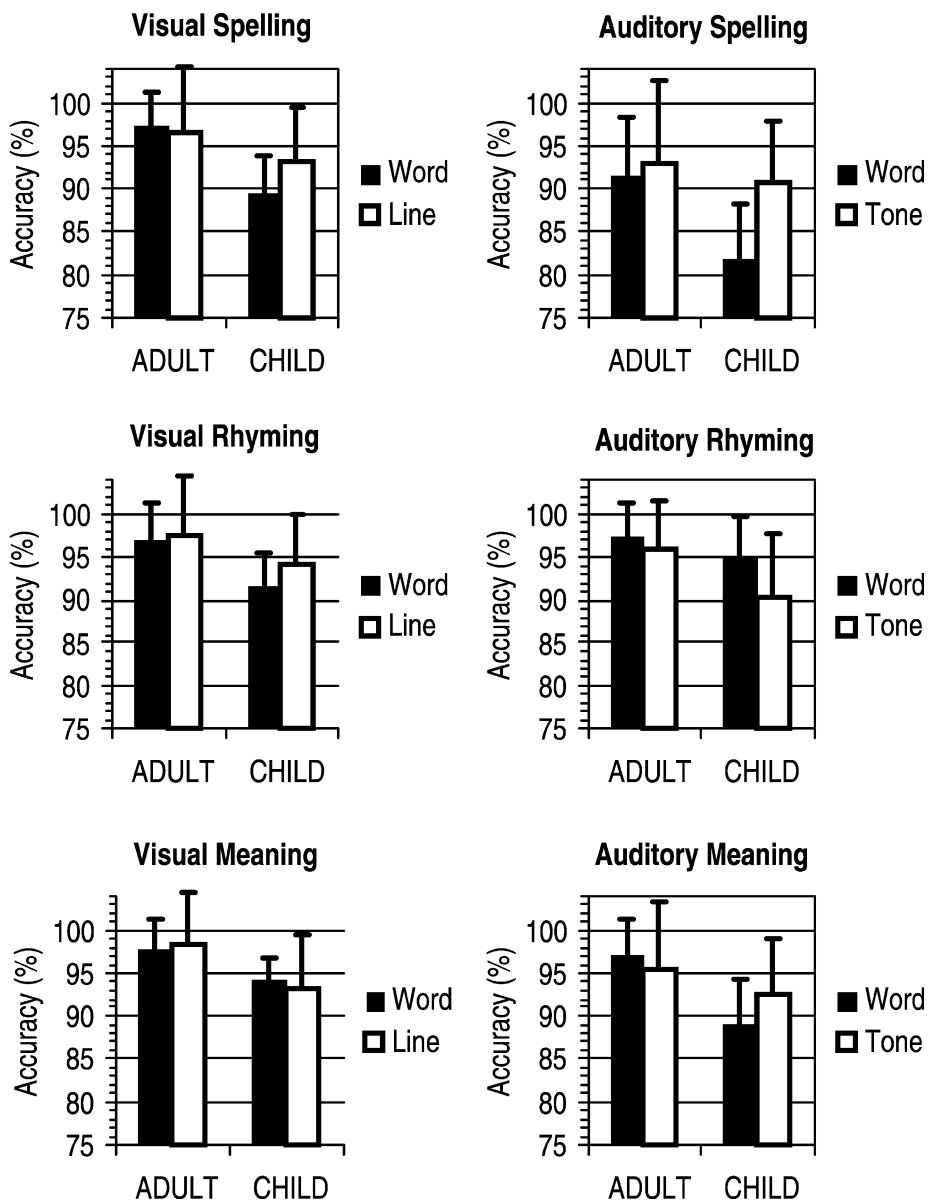 Visual Spelling
Accuracy (%)
100
95
90
85
80
75
ADULT CHILD
Word
Line
Auditory Spelling
Accuracy (%)
100
95
90
85
80
75
ADULT CHILD
Word
Tone
Visual Rhyming
Accuracy (%)
100
95
90
85
80
75
ADULT CHILD
Word
Line
Auditory Rhyming
Accuracy (%)
100
95
90
85
80
75
ADULT CHILD
Word
Tone
Visual Meaning
Accuracy (%)
100
95
90
85
80
75
ADULT CHILD
Word
Line
Auditory Meaning
Accuracy (%)
100
95
90
85
80
75
ADULT CHILD
Word
Tone